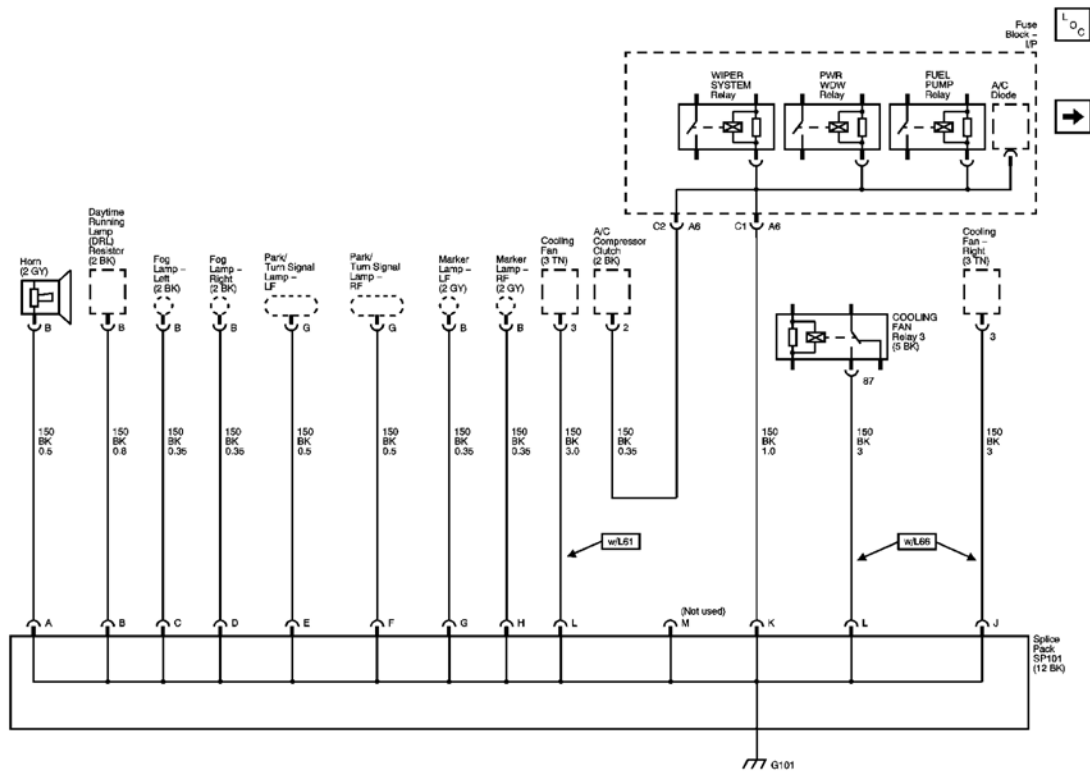 L
O
C
Fuse
Block –
I/P
WIPER
SYSTEM
Relay
PWR
WDW
Relay
FUEL
PUMP
Relay
A/C
Diode
C2
A6
C1
A6
Horn
(2 GY)
Daytime
Running
Lamp
(DRL)
Resistor
(2 BK)
Fog
Lamp –
Left
(2 BK)
Fog
Lamp –
Right
(2 BK)
Park/
Turn Signal
Lamp –
LF
Park/
Turn Signal
Lamp –
RF
Marker
Lamp –
LF
(2 GY)
Marker
Lamp –
RF
(2 GY)
Cooling
Fan
(3 TN)
A/C
Compressor
Clutch
(2 BK)
Cooling
Fan –
Right
(3 TN)
COOLING
FAN
Relay 3
(5 BK)
B
B
B
B
G
G
B
B
3
2
87
3
150
BK
0.5
150
BK
0.8
150
BK
0.35
150
BK
0.35
150
BK
0.5
150
BK
0.5
150
BK
0.35
150
BK
0.35
150
BK
3.0
150
BK
0.35
150
BK
1.0
150
BK
3
150
BK
3
w/L61
w/L66
(Not used)
A
B
C
D
E
F
G
H
L
M
K
L
J
Splice
Pack
SP101
(12 BK)
G101